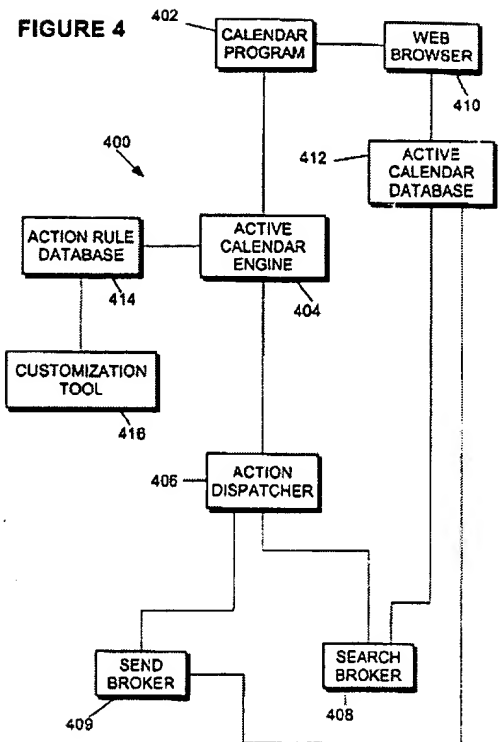 FIGURE 4
402
CALENDAR
PROGRAM
WEB
BROWSER
410
400
412
ACTIVE
CALENDAR
DATABASE
ACTION RULE
DATABASE
414
ACTIVE
CALENDAR
ENGINE
404
CUSTOMIZATION
TOOL
416
406
ACTION
DISPATCHER
SEND
BROKER
409
SEARCH
BROKER
408